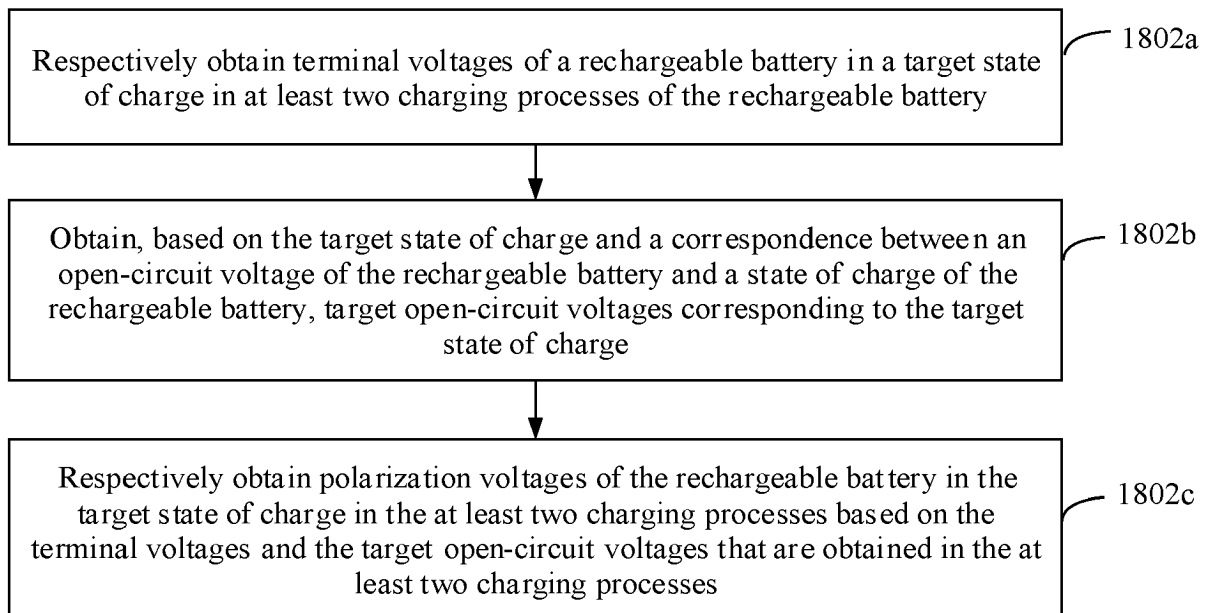 Respectively obtain terminal voltages of a rechargeable battery in a target state
of charge in at least two charging processes of the rechargeable battery
1802a
Obtain, based on the target state of charge and a correspondence between an
open-circuit voltage of the rechargeable battery and a state of charge of the
rechargeable battery, target open-circuit voltages corresponding to the target
state of charge
1802b
Respectively obtain polarization voltages of the rechargeable battery in the
target state of charge in the at least two charging processes based on the
terminal voltages and the target open-circuit voltages that are obtained in the at
least two charging processes
1802c